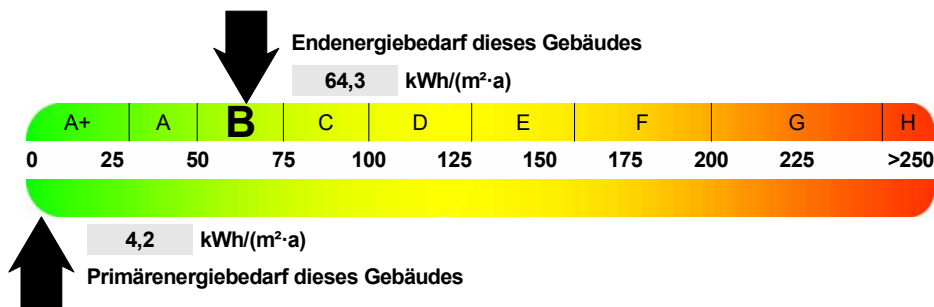 Endenergiebedarf dieses Gebäudes
64,3 kWh/(m²·a)
A+ A B C D E F G H
0 25 50 75 100 125 150 175 200 225 >250
4,2 kWh/(m²·a)
Primärenergiebedarf dieses Gebäudes